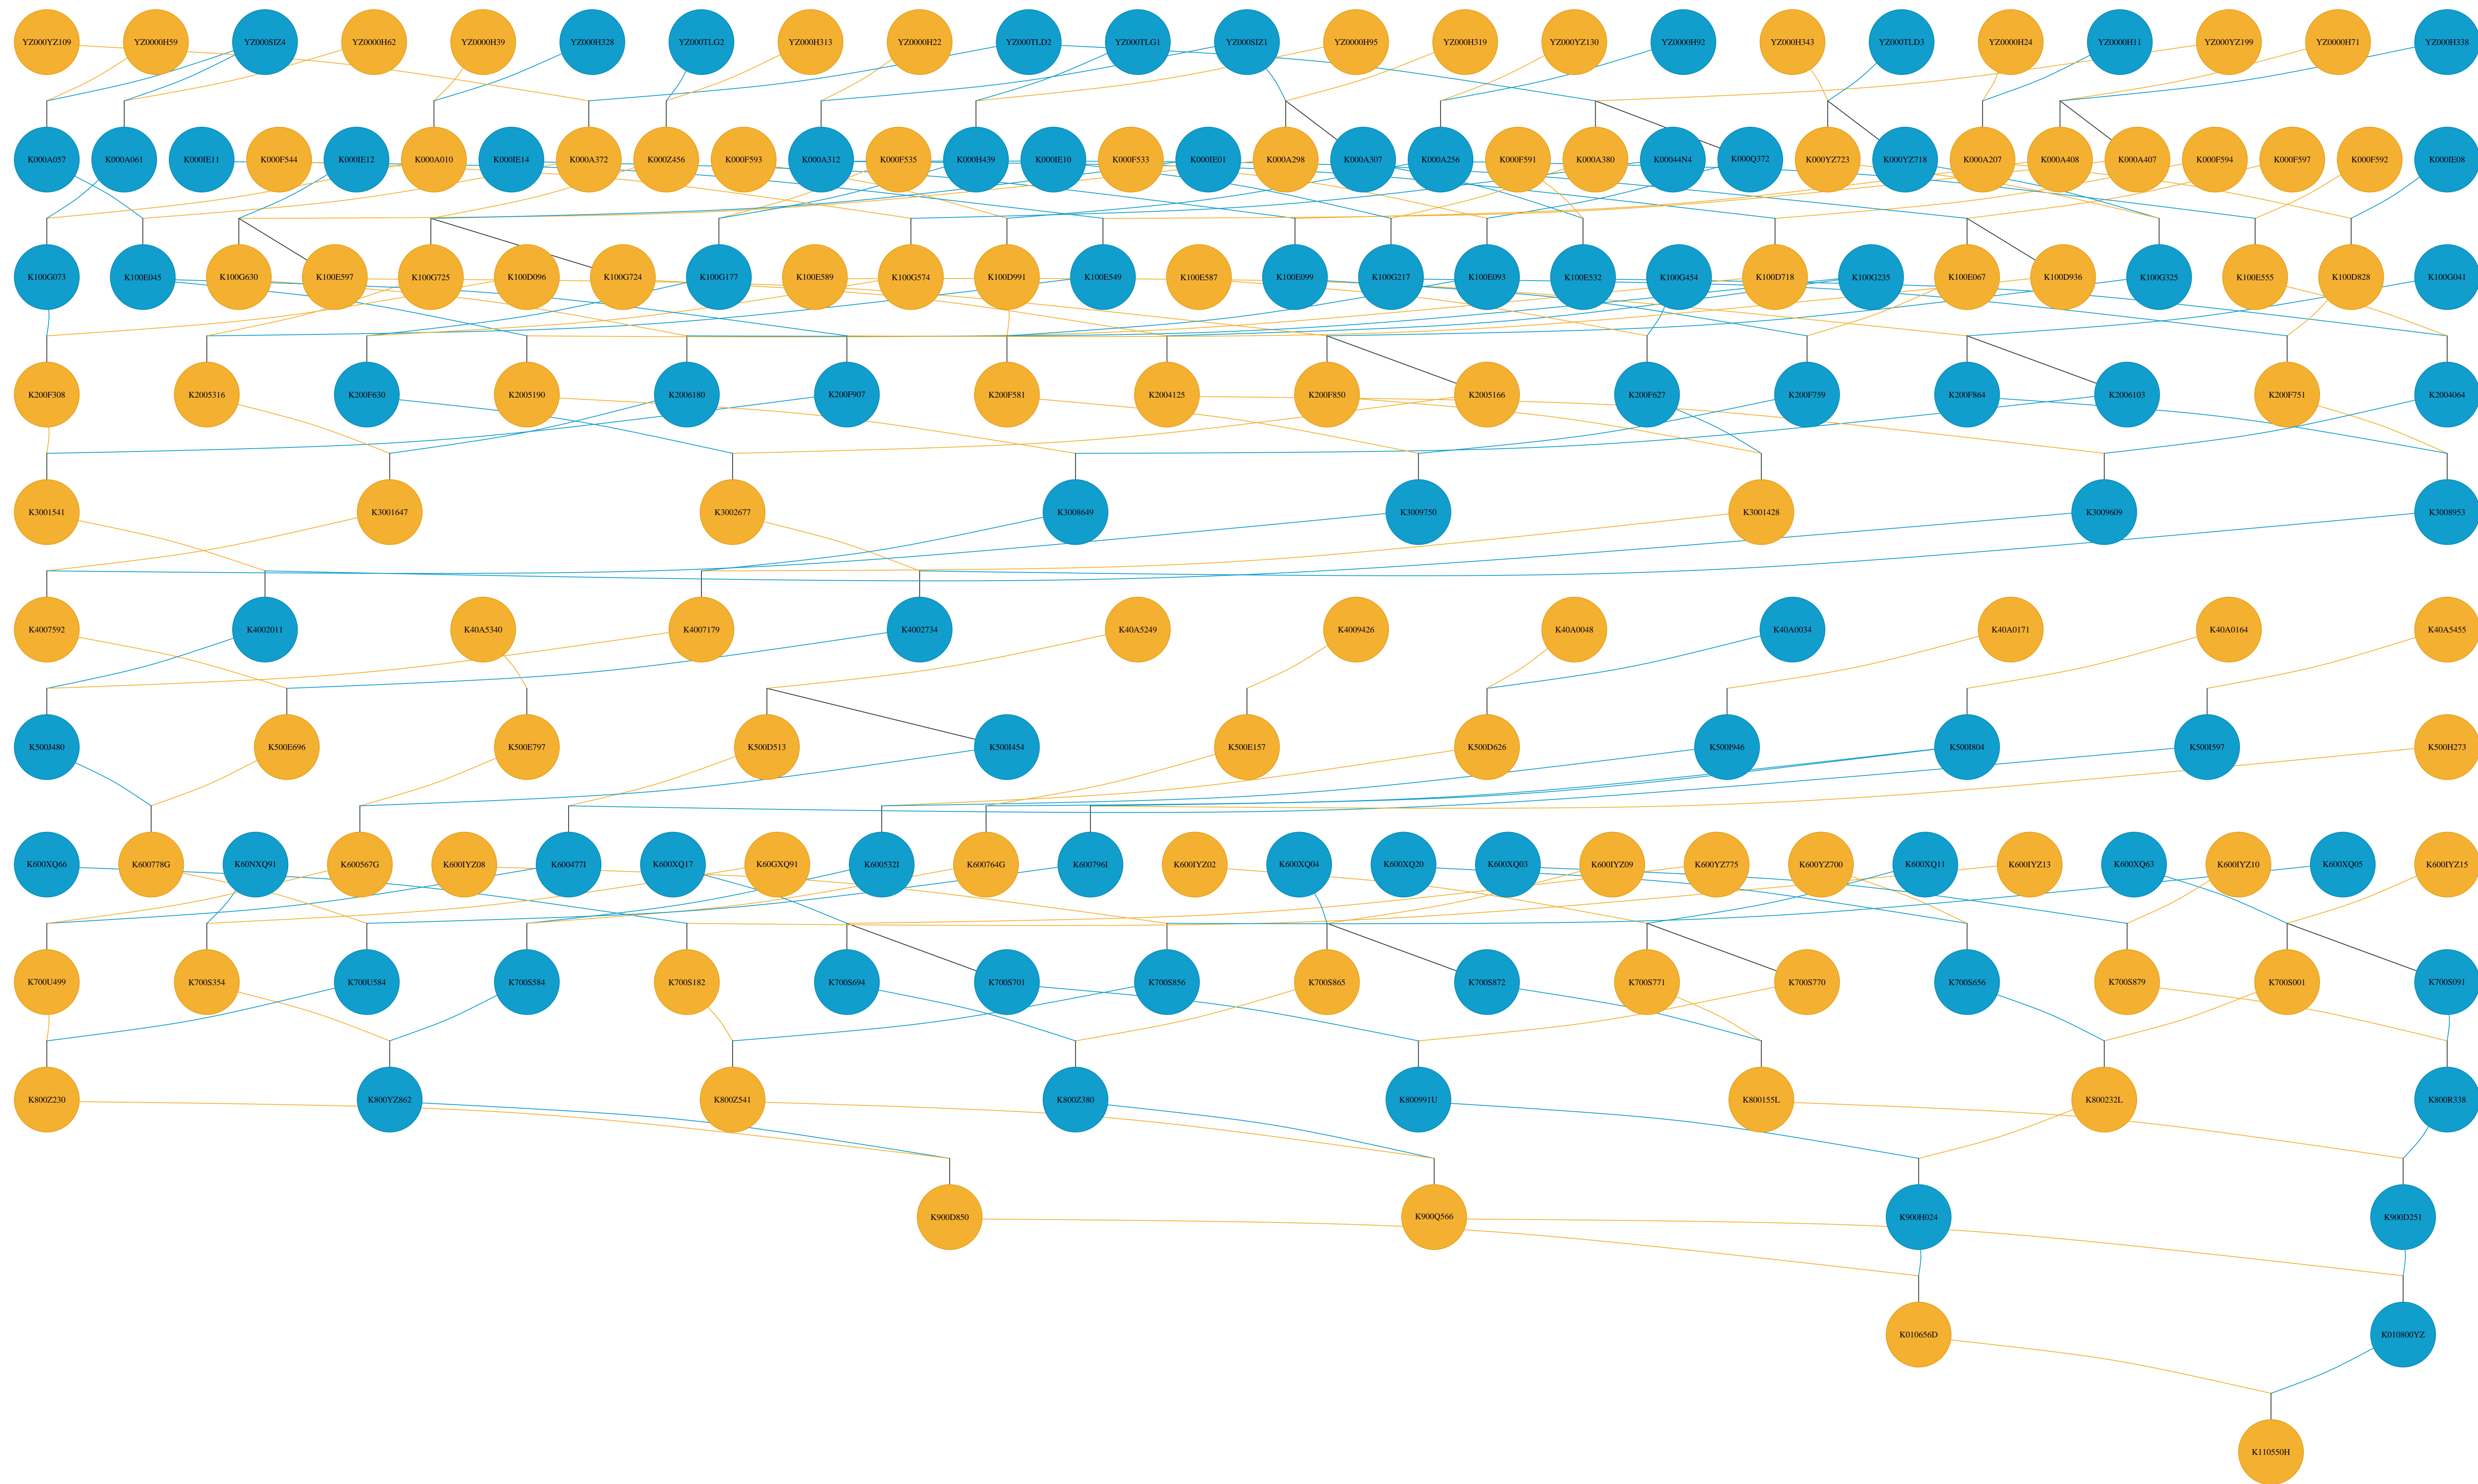 YZ000YZ109 YZ0000H59 YZ000SIZ4 YZ0000H62 YZ0000H39 YZ000H328 YZ000TLG2 YZ000H313 YZ0000H22 YZ000TLD2 YZ000TLG1 YZ000SIZ1 YZ0000H95 YZ000H319 YZ000YZ130 YZ0000H92 YZ000H343 YZ000TLD3 YZ0000H24 YZ0000H11 YZ000YZ199 YZ0000H71 YZ000H338
K000A057 K000A061 K000IE11 K000F544 K000IE12 K000A010 K000IE14 K000A372 K000Z456 K000F593 K000A312 K000F535 K000H439 K000IE10 K000F533 K000IE01 K000A298 K000A307 K000A256 K000F591 K000A380 K00044N4 K000Q372 K000YZ723 K000YZ718 K000A207 K000A408 K000A407 K000F594 K000F597 K000F592 K000IE08
K100G073 K100E045 K100G630 K100E597 K100G725 K100D096 K100G724 K100G177 K100E589 K100G574 K100D991 K100E549 K100E587 K100E099 K100G217 K100E093 K100E532 K100G454 K100D718 K100G235 K100E067 K100D936 K100G325 K100E555 K100D828 K100G041
K200F308 K2005316 K200F630 K2005190 K2006180 K200F907 K200F581 K2004125 K200F850 K2005166 K200F627 K200F759 K200F864 K2006103 K200F751 K2004064
K3001541 K3001647 K3002677 K3008649 K3009750 K3001428 K3009609 K3008953
K4007592 K4002011 K40A5340 K4007179 K4002734 K40A5249 K4009426 K40A0048 K40A0034 K40A0171 K40A0164 K40A5455
K500J480 K500E696 K500E797 K500D513 K500I454 K500E157 K500D626 K500I946 K500I804 K500I597 K500H273
K600XQ66 K600778G K60NXQ91 K600567G K600IYZ08 K600477I K600XQ17 K60GXQ91 K600532I K600764G K600796I K600IYZ02 K600XQ04 K600XQ20 K600XQ03 K600IYZ09 K600YZ775 K600YZ700 K600XQ11 K600IYZ13 K600XQ63 K600IYZ10 K600XQ05 K600IYZ15
K700U499 K700S354 K700U584 K700S584 K700S182 K700S694 K700S701 K700S856 K700S865 K700S872 K700S771 K700S770 K700S656 K700S879 K700S001 K700S091
K800Z230 K800YZ862 K800Z541 K800Z380 K800991U K800155L K800232L K800R338
K900D850 K900Q566 K900H024 K900D251
K010656D K010800YZ
K110550H